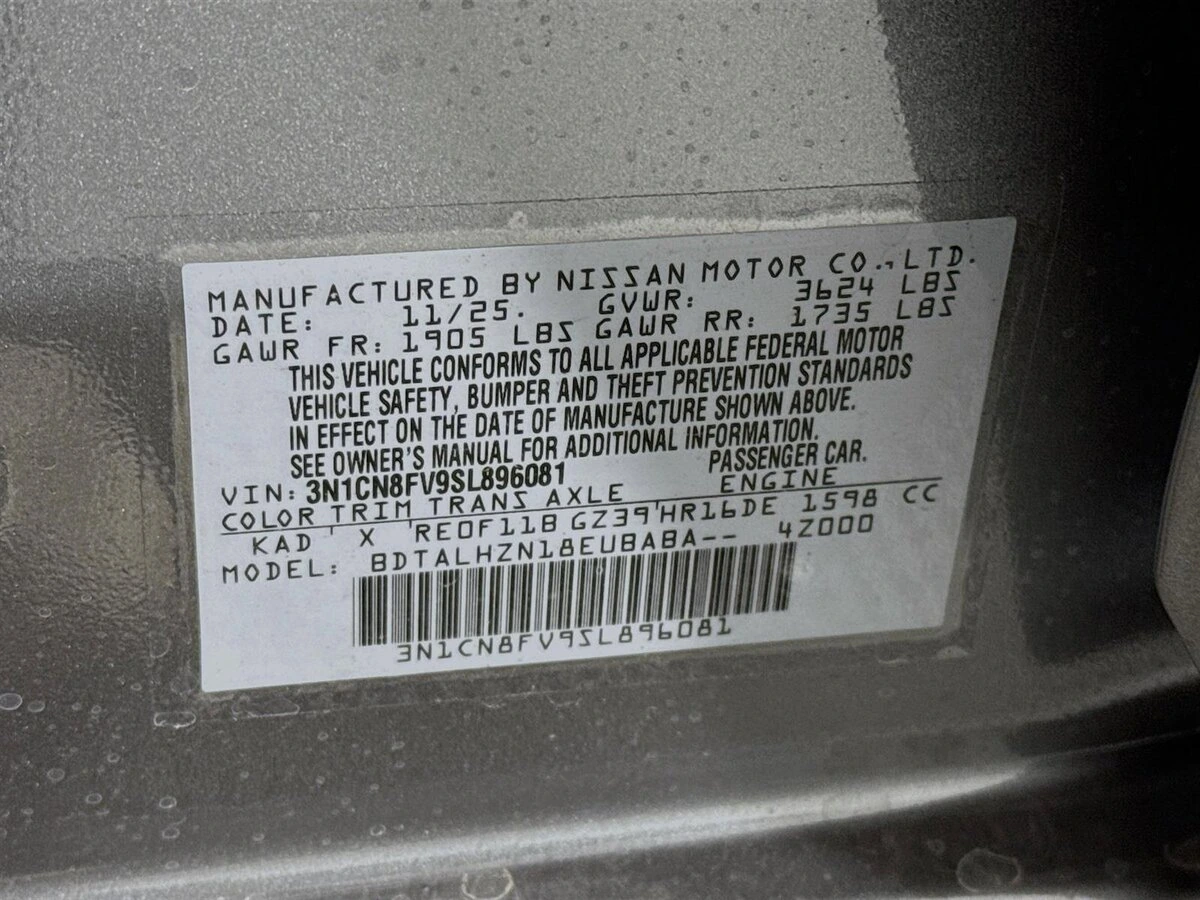 MANUFACTURED BY NISSAN MOTOR CO.,LTD.
DATE: 11/25. GVWR: 3624 LBS
GAWR FR: 1905 LBS GAWR RR: 1735 LBS
THIS VEHICLE CONFORMS TO ALL APPLICABLE FEDERAL MOTOR
VEHICLE SAFETY, BUMPER AND THEFT PREVENTION STANDARDS
IN EFFECT ON THE DATE OF MANUFACTURE SHOWN ABOVE.
SEE OWNER'S MANUAL FOR ADDITIONAL INFORMATION.
VIN: 3N1CN8FV9SL896081 PASSENGER CAR.
COLOR TRIM TRANS AXLE ENGINE
KAD X RE0F11B GZ39 HR16DE 1598 CC
MODEL: BDTALHZN18EUBABA-- 4Z000
3N1CN8FV9SL896081